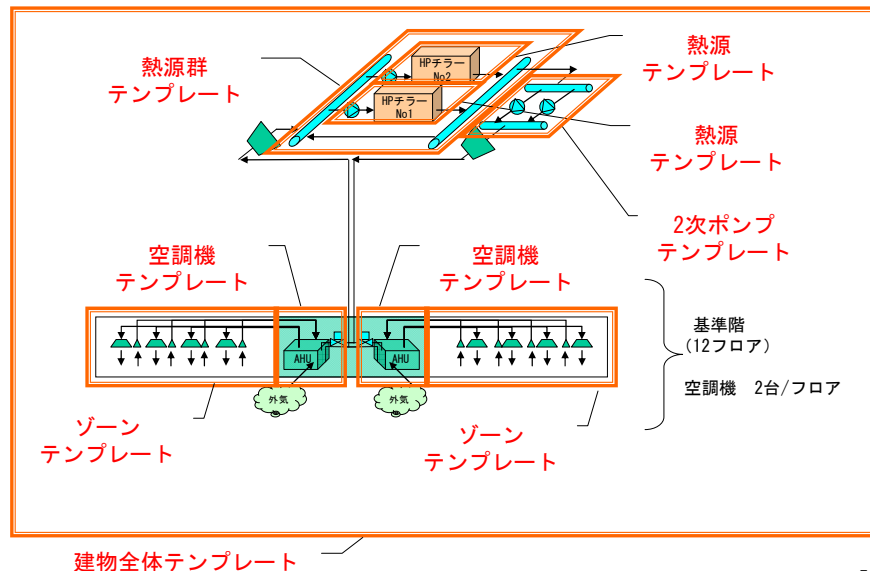 熱源群
テンプレート
HPチラー
No2
HPチラー
No1
熱源
テンプレート
熱源
テンプレート
2次ポンプ
テンプレート
空調機
テンプレート
空調機
テンプレート
AHU
AHU
外気
外気
基準階
(12フロア)
空調機 2台/フロア
ゾーン
テンプレート
ゾーン
テンプレート
建物全体テンプレート